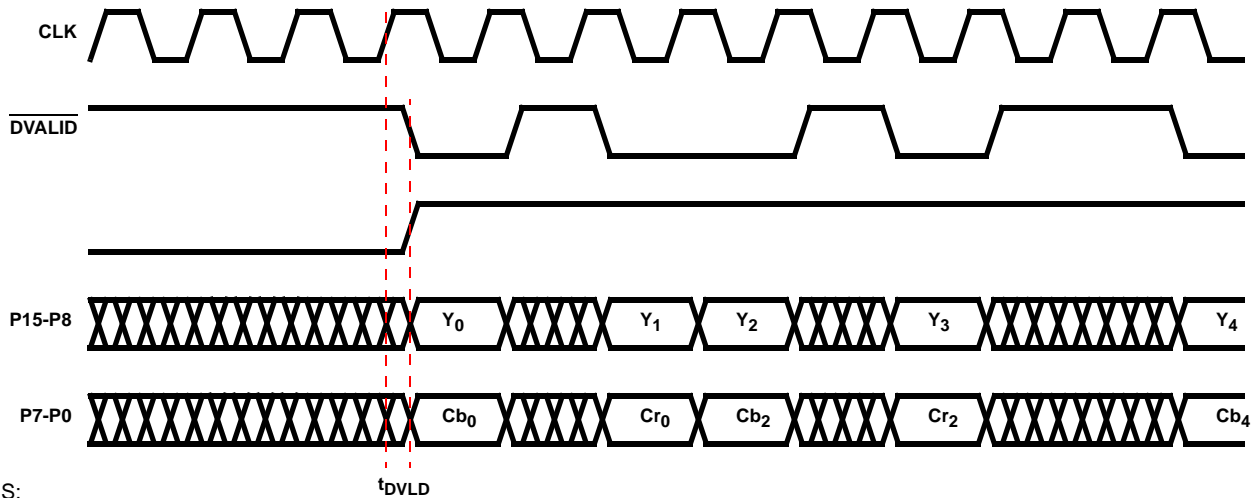 CLK
DVALID
P15-P8 Y0 Y1 Y2 Y3 Y4
P7-P0 Cb0 Cr0 Cb2 Cr2 Cb4
tDVLD
S: